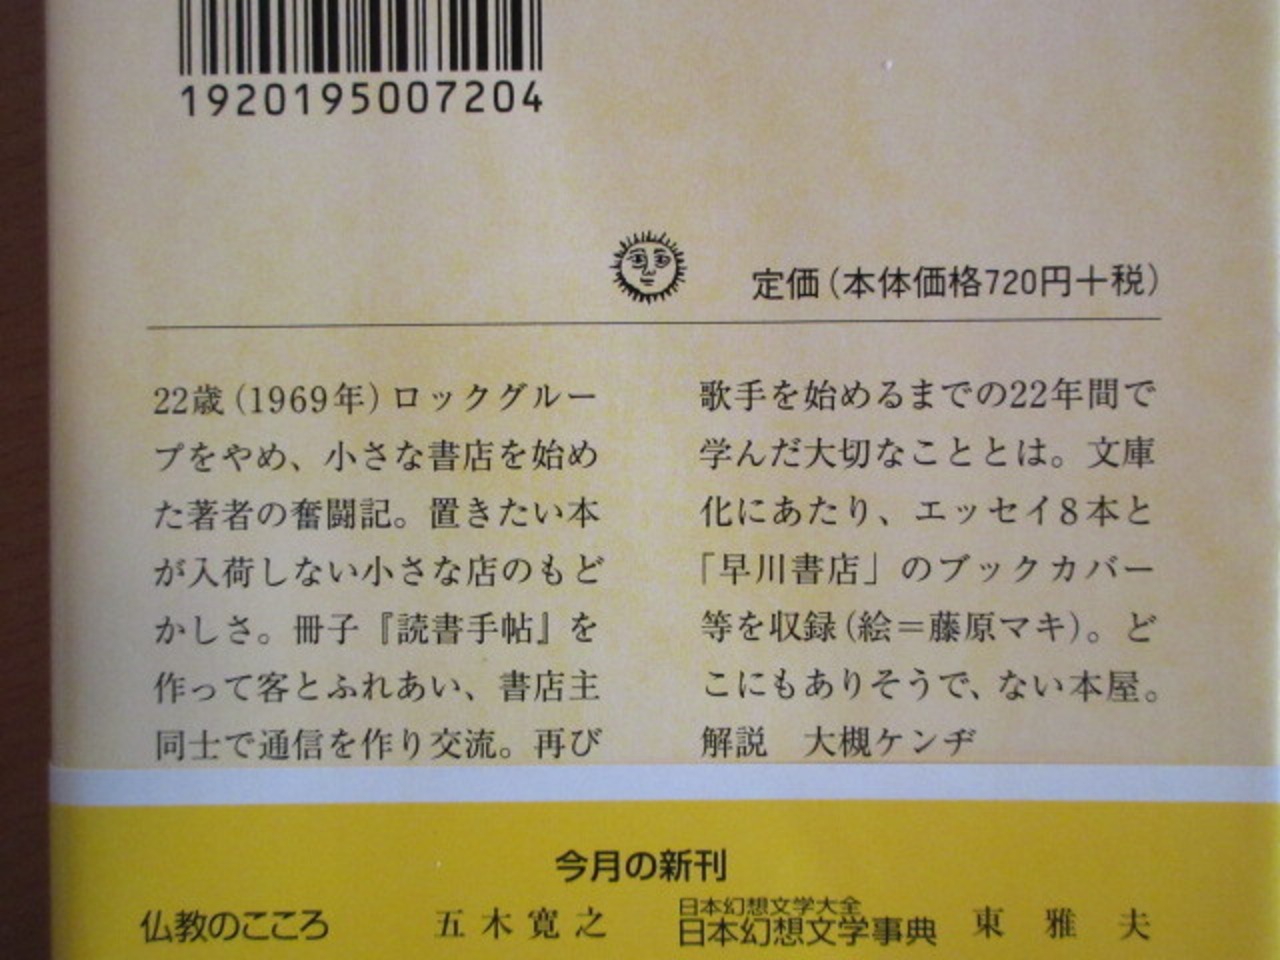 1920195007204
定価(本体価格720円+税)
22歳(1969年)ロックグルー
プをやめ、小さな書店を始め
た著者の奮闘記。置きたい本
が入荷しない小さな店のもど
かしさ。冊子『読書手帖』を
作って客とふれあい、書店主
同士で通信を作り交流。再び
歌手を始めるまでの22年間で
学んだ大切なこととは。文庫
化にあたり、エッセイ8本と
「早川書店」のブックカバー
等を収録(絵=藤原マキ)。ど
こにもありそうで、ない本屋。
解説　大槻ケンヂ
今月の新刊
仏教のこころ　五木寛之
日本幻想文学大全
日本幻想文学事典　東雅夫